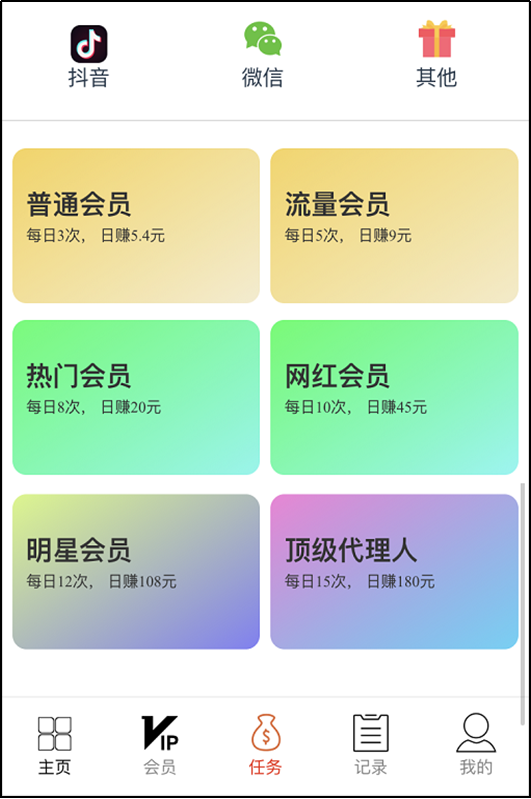 抖音
微信
其他
普通会员
每日3次， 日赚5.4元
流量会员
每日5次， 日赚9元
热门会员
每日8次， 日赚20元
网红会员
每日10次， 日赚45元
明星会员
每日12次， 日赚108元
顶级代理人
每日15次， 日赚180元
VIP
主页
会员
任务
记录
我的